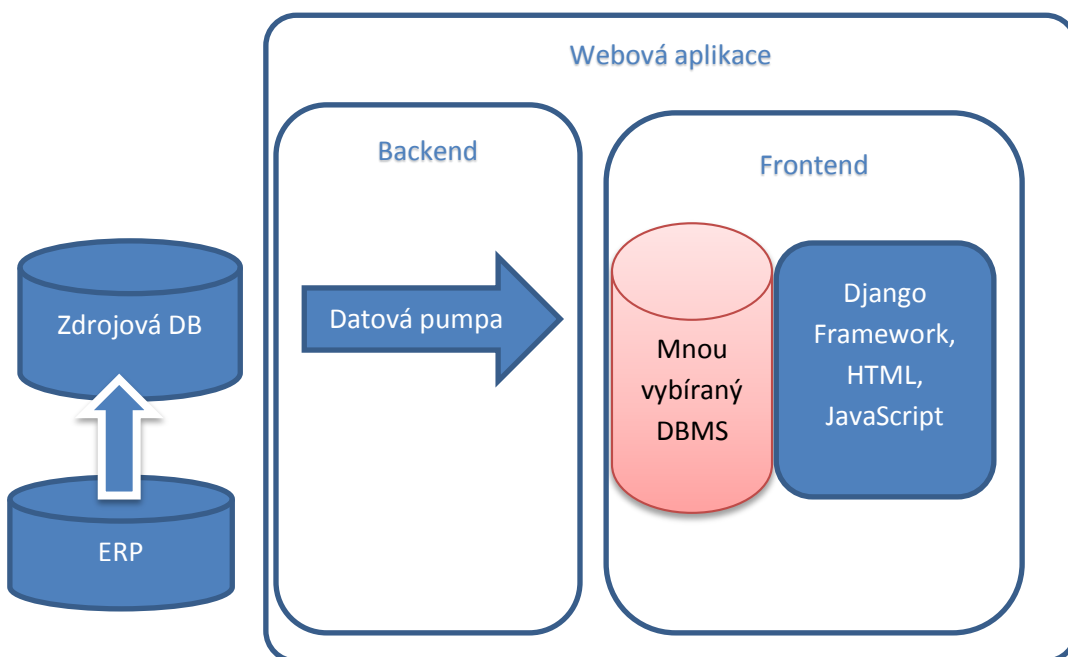 Webová aplikace
Backend
Frontend
Zdrojová DB
Datová pumpa
Mnou
vybíraný
DBMS
Django
Framework,
HTML,
JavaScript
ERP